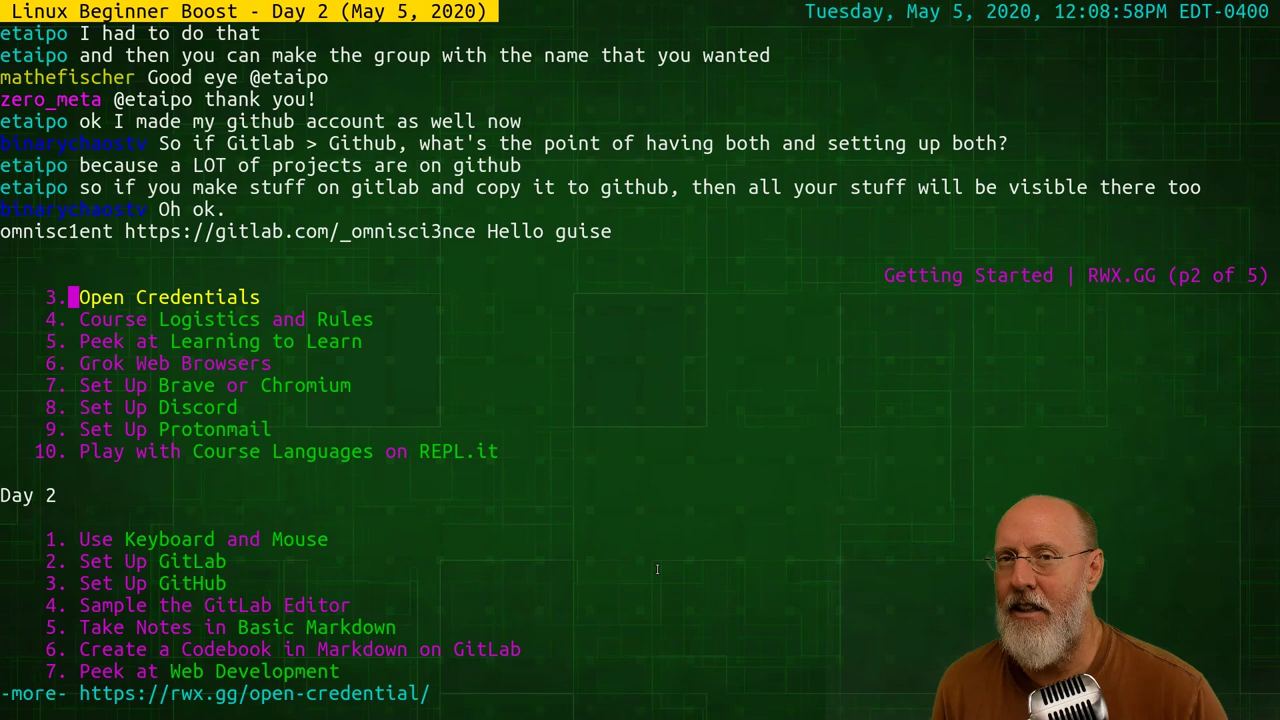 Linux Beginner Boost - Day 2 (May 5, 2020)
Tuesday, May 5, 2020, 12:08:58PM EDT-0400
etaipo I had to do that
etaipo and then you can make the group with the name that you wanted
mathefischer Good eye @etaipo
zero_meta @etaipo thank you!
etaipo ok I made my github account as well now
binarychaostv So if Gitlab > Github, what's the point of having both and setting up both?
etaipo because a LOT of projects are on github
etaipo so if you make stuff on gitlab and copy it to github, then all your stuff will be visible there too
binarychaostv Oh ok.
omnisc1ent https://gitlab.com/_omnisci3nce Hello guise
Getting Started | RWX.GG (p2 of 5)
3. Open Credentials
4. Course Logistics and Rules
5. Peek at Learning to Learn
6. Grok Web Browsers
7. Set Up Brave or Chromium
8. Set Up Discord
9. Set Up Protonmail
10. Play with Course Languages on REPL.it
Day 2
1. Use Keyboard and Mouse
2. Set Up GitLab
3. Set Up GitHub
4. Sample the GitLab Editor
5. Take Notes in Basic Markdown
6. Create a Codebook in Markdown on GitLab
7. Peek at Web Development
-more- https://rwx.gg/open-credential/